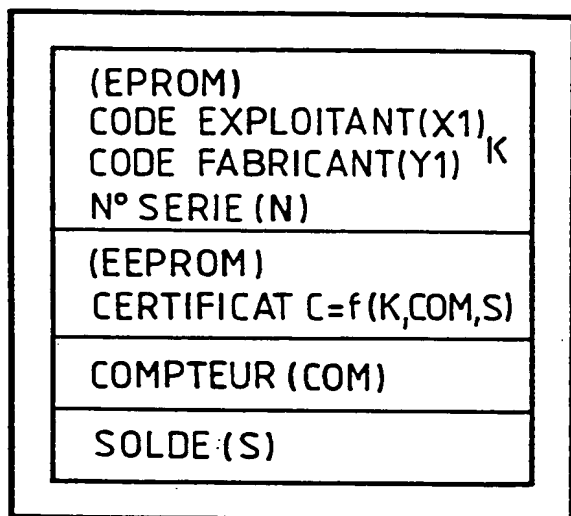 (EPROM)
CODE EXPLOITANT(X1)
K
CODE FABRICANT(Y1)
N° SERIE (N)
(EEPROM)
CERTIFICAT C=f(K,COM,S)
COMPTEUR (COM)
SOLDE (S)